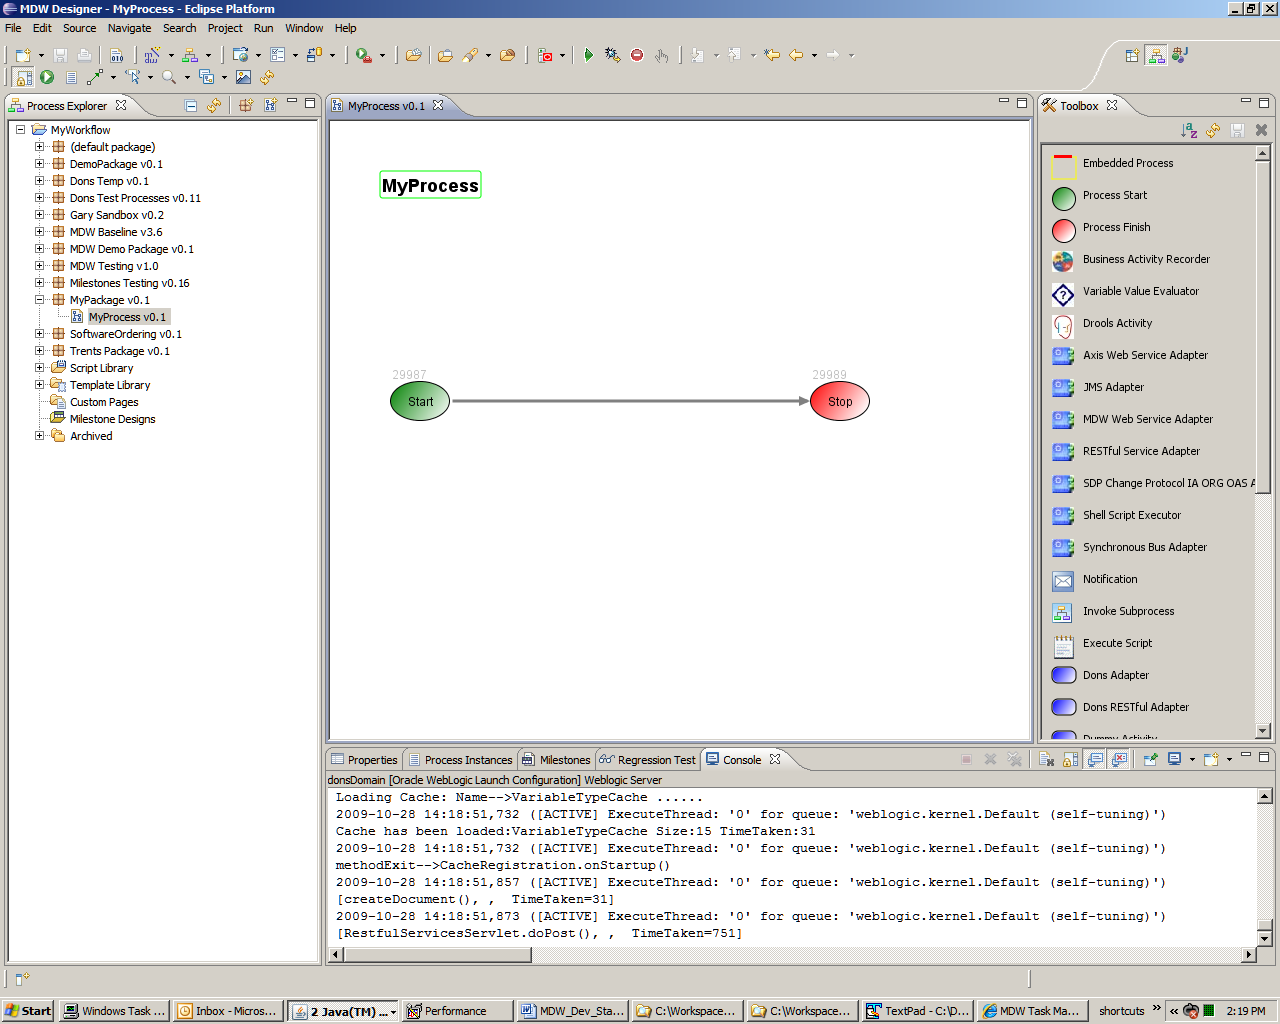 MDW Designer - MyProcess - Eclipse Platform
File Edit Source Navigate Search Project Run Window Help
Process Explorer
MyWorkflow
(default package)
DemoPackage v0.1
Dons Temp v0.1
Dons Test Processes v0.11
Gary Sandbox v0.2
MDW Baseline v3.6
MDW Demo Package v0.1
MDW Testing v1.0
Milestones Testing v0.16
MyPackage v0.1
MyProcess v0.1
SoftwareOrdering v0.1
Trents Package v0.1
Script Library
Template Library
Custom Pages
Milestone Designs
Archived
MyProcess v0.1
MyProcess
29987
Start
29989
Stop
Toolbox
Embedded Process
Process Start
Process Finish
Business Activity Recorder
Variable Value Evaluator
Drools Activity
Axis Web Service Adapter
JMS Adapter
MDW Web Service Adapter
RESTful Service Adapter
SDP Change Protocol IA ORG OAS A
Shell Script Executor
Synchronous Bus Adapter
Notification
Invoke Subprocess
Execute Script
Dons Adapter
Dons RESTful Adapter
Dummy Activity
Properties Process Instances Milestones Regression Test Console
donsDomain [Oracle WebLogic Launch Configuration] Weblogic Server
Loading Cache: Name-->VariableTypeCache ......
2009-10-28 14:18:51,732 ([ACTIVE] ExecuteThread: '0' for queue: 'weblogic.kernel.Default (self-tuning)')
Cache has been loaded:VariableTypeCache Size:15 TimeTaken:31
2009-10-28 14:18:51,732 ([ACTIVE] ExecuteThread: '0' for queue: 'weblogic.kernel.Default (self-tuning)')
methodExit-->CacheRegistration.onStartup()
2009-10-28 14:18:51,857 ([ACTIVE] ExecuteThread: '0' for queue: 'weblogic.kernel.Default (self-tuning)')
[createDocument(), ,  TimeTaken=31]
2009-10-28 14:18:51,873 ([ACTIVE] ExecuteThread: '0' for queue: 'weblogic.kernel.Default (self-tuning)')
[RestfulServicesServlet.doPost(), ,  TimeTaken=751]
Start Windows Task ... Inbox - Micros... 2 Java(TM) ... Performance MDW_Dev_Sta... C:\Workspace... C:\Workspace... TextPad - C:\D... MDW Task Ma... shortcuts » « 2:19 PM